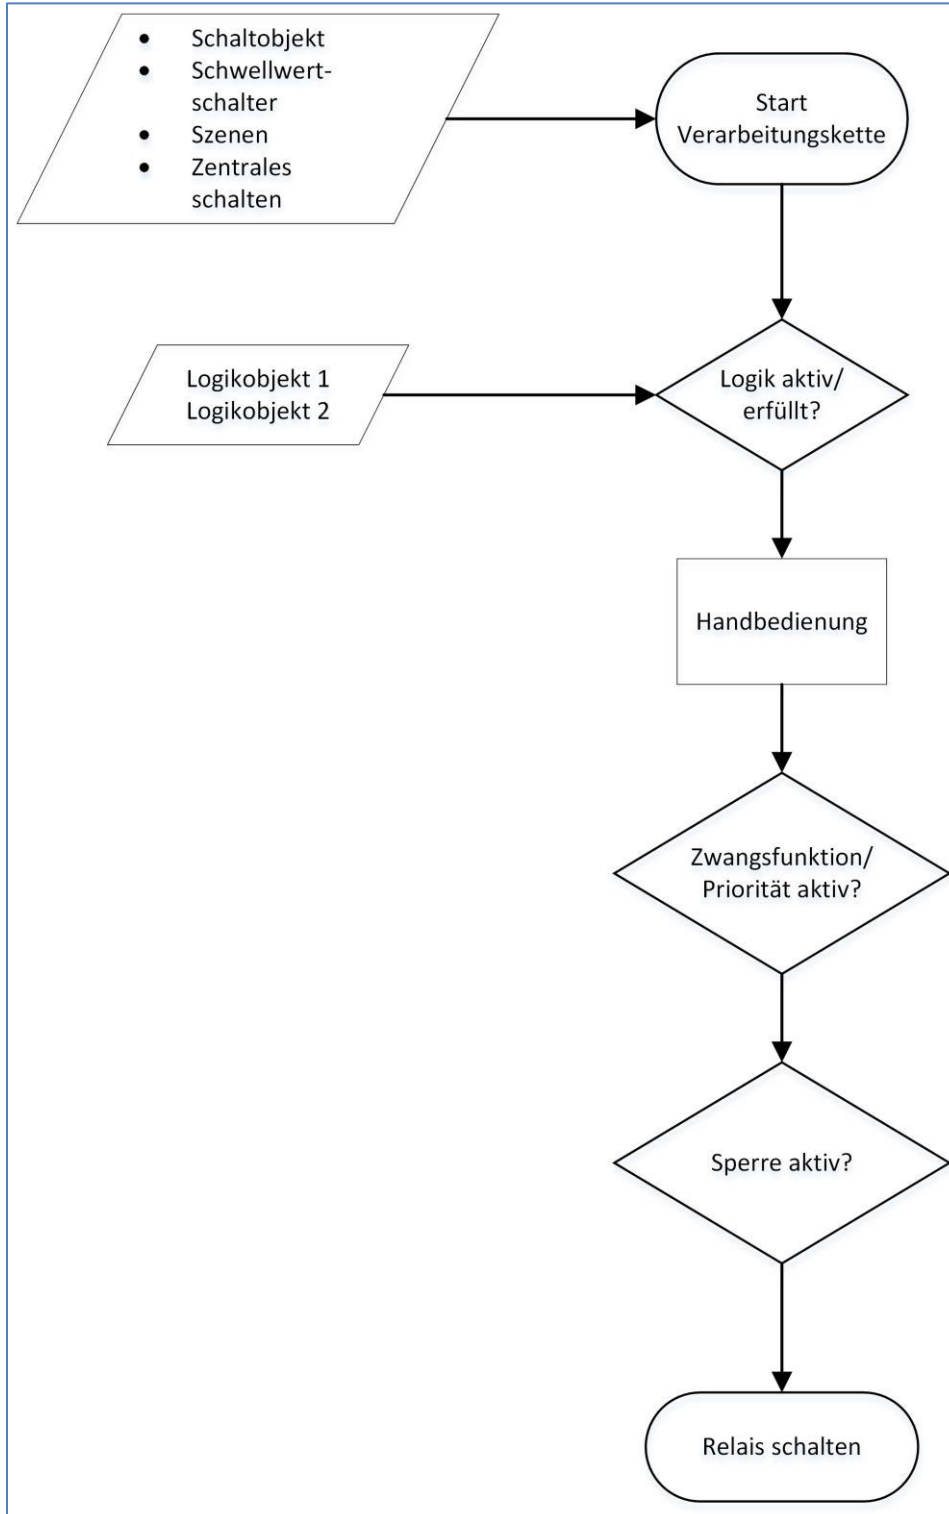 • Schaltobjekt
• Schwellwert-
schalter
• Szenen
• Zentrales
schalten
Start
Verarbeitungskette
Logikobjekt 1
Logikobjekt 2
Logik aktiv/
erfüllt?
Handbedienung
Zwangsfunktion/
Priorität aktiv?
Sperre aktiv?
Relais schalten